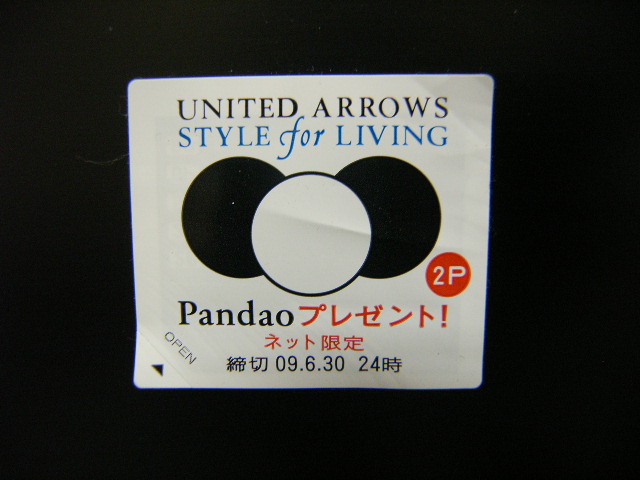 UNITED ARROWS
STYLE for LIVING
2P
Pandaoプレゼント!
ネット限定
締切 09.6.30 24時
OPEN